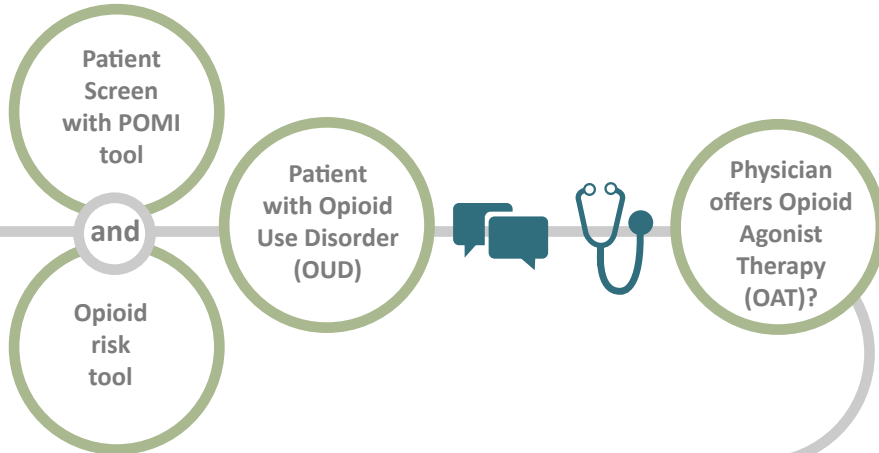 Patient
Screen
with POMI
tool
and
Opioid
risk
tool
Patient
with Opioid
Use Disorder
(OUD)
Physician
offers Opioid
Agonist
Therapy
(OAT)?